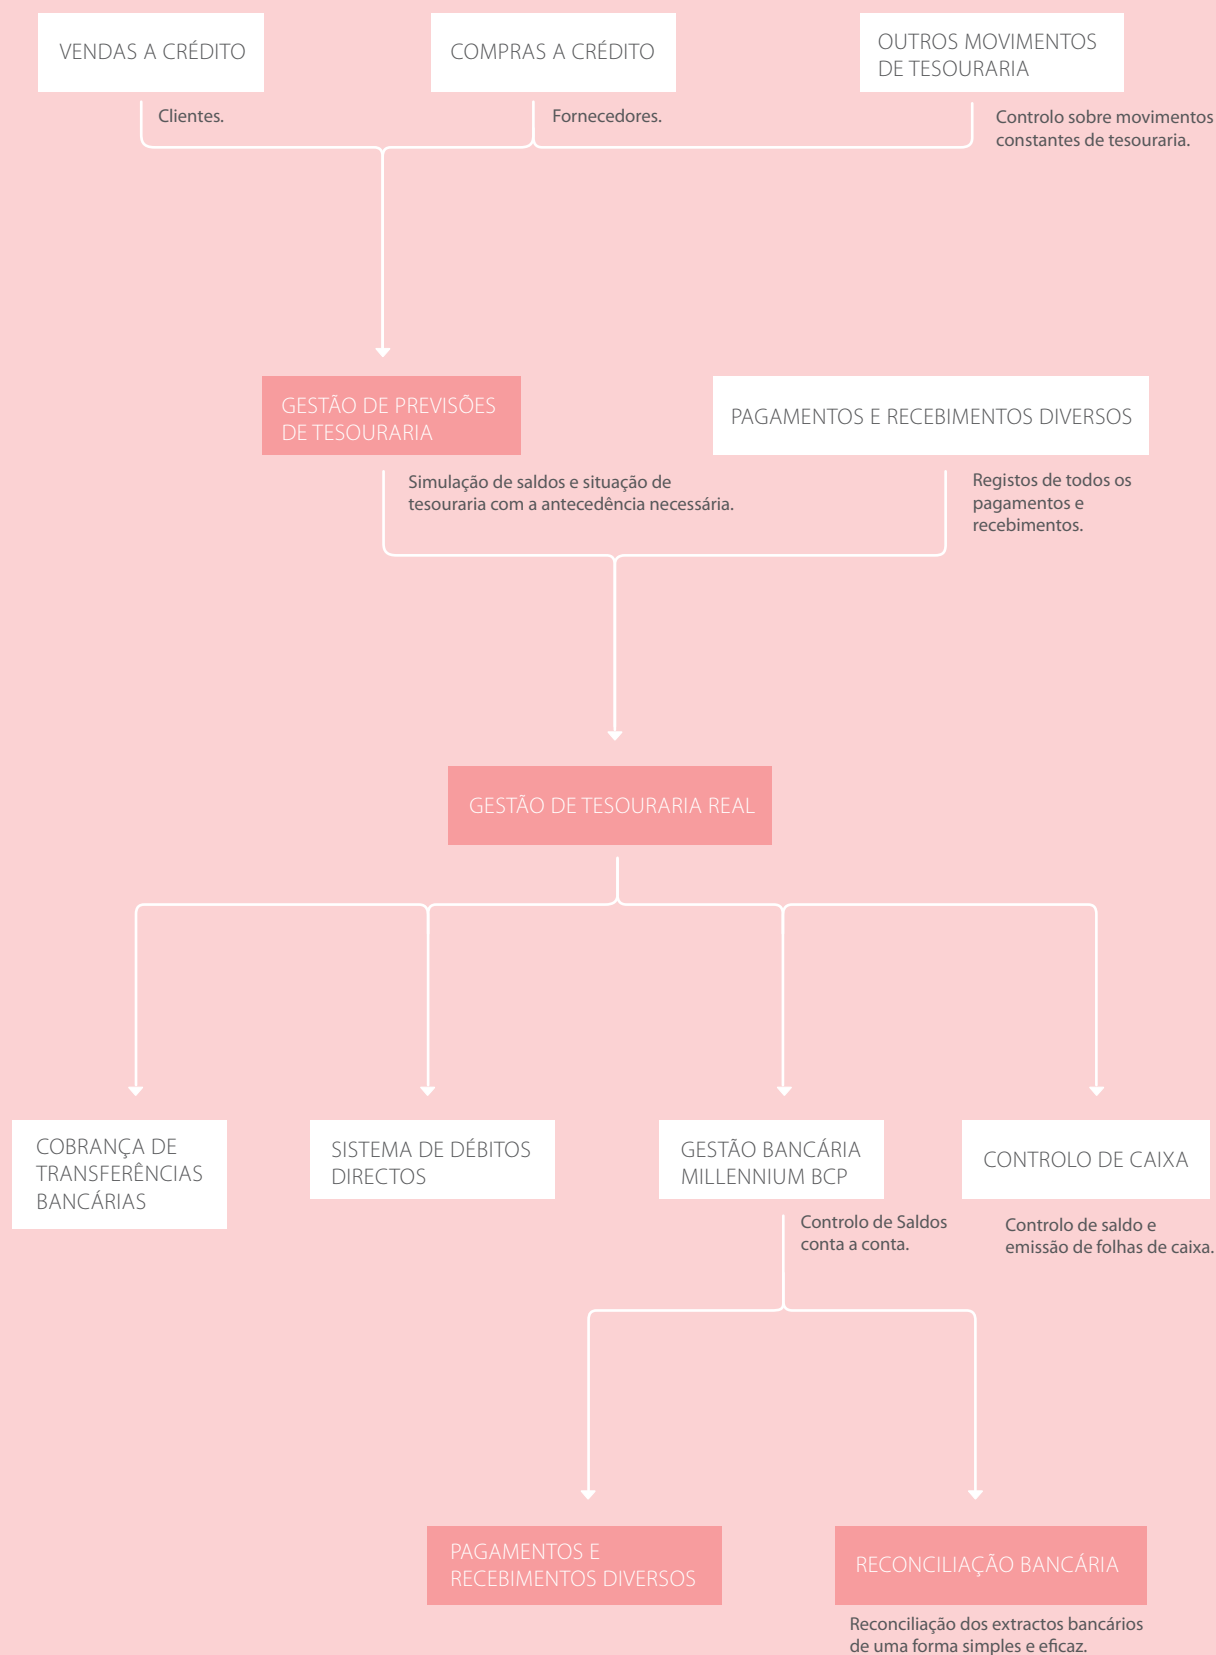 VENDAS A CRÉDITO
Clientes.
COMPRAS A CRÉDITO
Fornecedores.
OUTROS MOVIMENTOS
DE TESOURARIA
Controlo sobre movimentos
constantes de tesouraria.
GESTÃO DE PREVISÕES
DE TESOURARIA
Simulação de saldos e situação de
tesouraria com a antecedência necessária.
PAGAMENTOS E RECEBIMENTOS DIVERSOS
Registos de todos os
pagamentos e
recebimentos.
GESTÃO DE TESOURARIA REAL
COBRANÇA DE
TRANSFERÊNCIAS
BANCÁRIAS
SISTEMA DE DÉBITOS
DIRECTOS
GESTÃO BANCÁRIA
MILLENNIUM BCP
Controlo de Saldos
conta a conta.
CONTROLO DE CAIXA
Controlo de saldo e
emissão de folhas de caixa.
PAGAMENTOS E
RECEBIMENTOS DIVERSOS
RECONCILIAÇÃO BANCÁRIA
Reconciliação dos extractos bancários
de uma forma simples e eficaz.